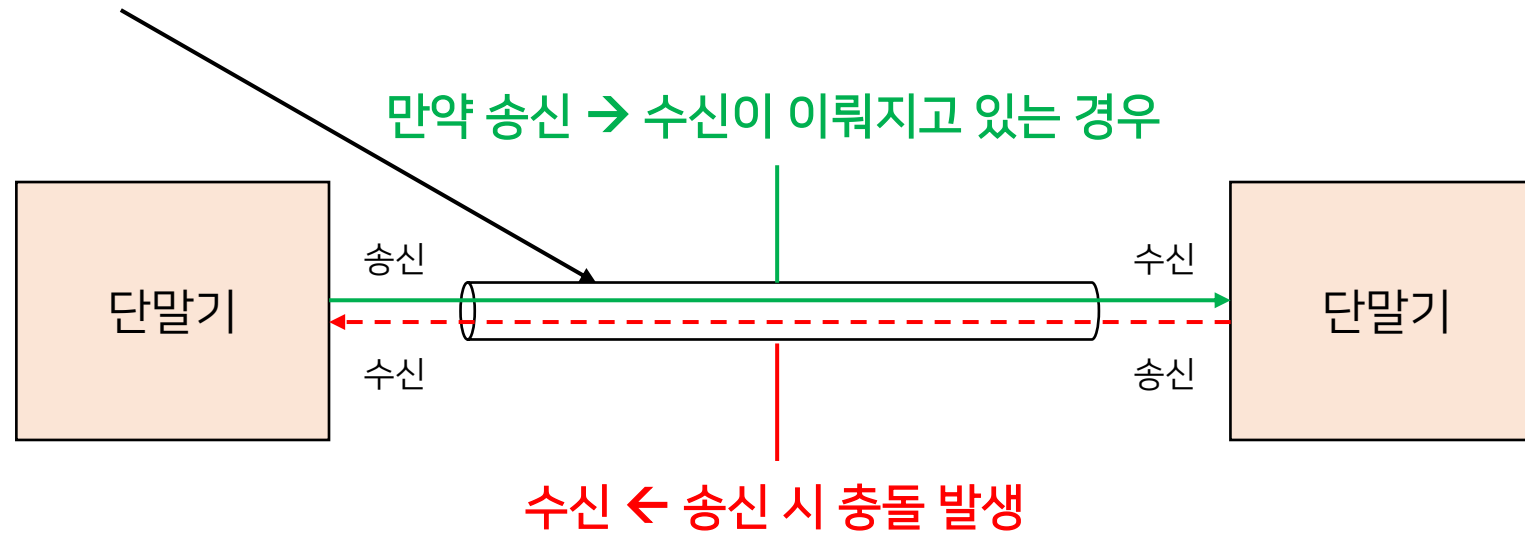 만약 송신 → 수신이 이뤄지고 있는 경우
송신
수신
단말기
단말기
수신
송신
수신 ← 송신 시 충돌 발생